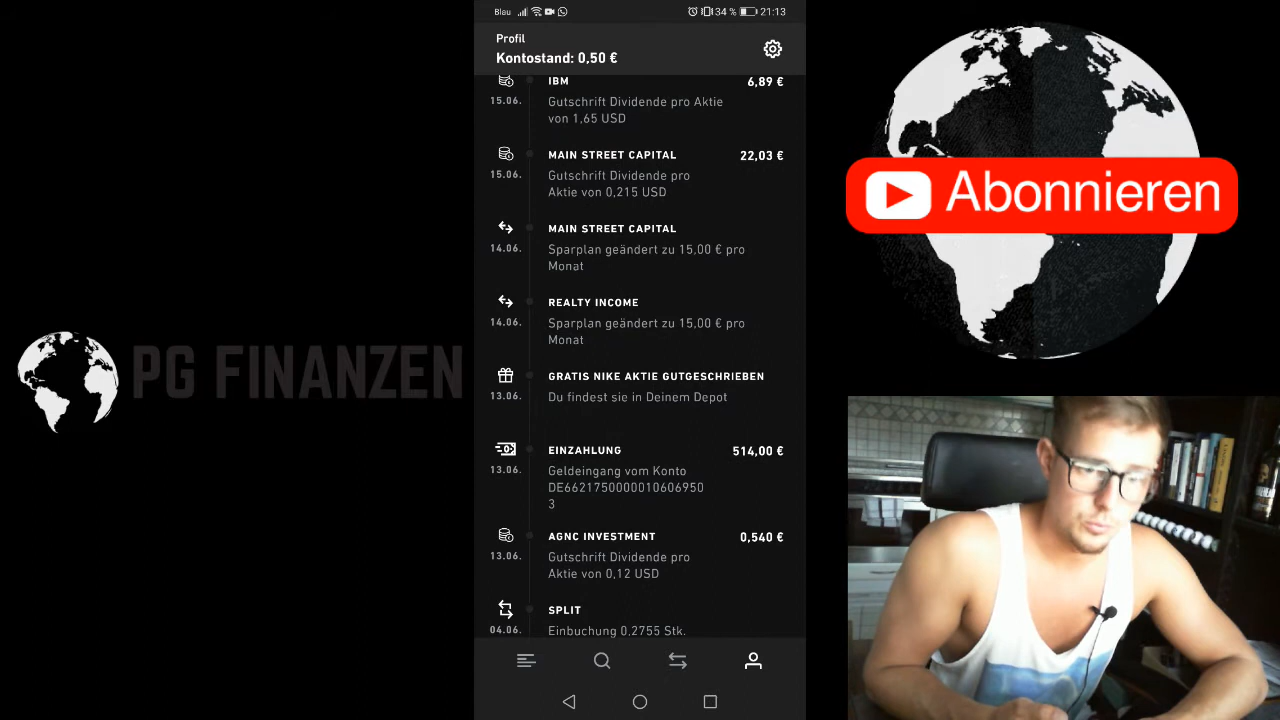 Blau 34 % 21:13
Profil
Kontostand: 0,50 €
IBM 6,89 €
15.06. Gutschrift Dividende pro Aktie
von 1,65 USD
MAIN STREET CAPITAL 22,03 €
15.06. Gutschrift Dividende pro
Aktie von 0,215 USD
MAIN STREET CAPITAL
14.06. Sparplan geändert zu 15,00 € pro
Monat
REALTY INCOME
14.06. Sparplan geändert zu 15,00 € pro
Monat
GRATIS NIKE AKTIE GUTGESCHRIEBEN
13.06. Du findest sie in Deinem Depot
EINZAHLUNG 514,00 €
13.06. Geldeingang vom Konto
DE6621750000010606950
3
AGNC INVESTMENT 0,540 €
13.06. Gutschrift Dividende pro
Aktie von 0,12 USD
SPLIT
04.06. Einbuchung 0,2755 Stk.
PG FINANZEN
Abonnieren